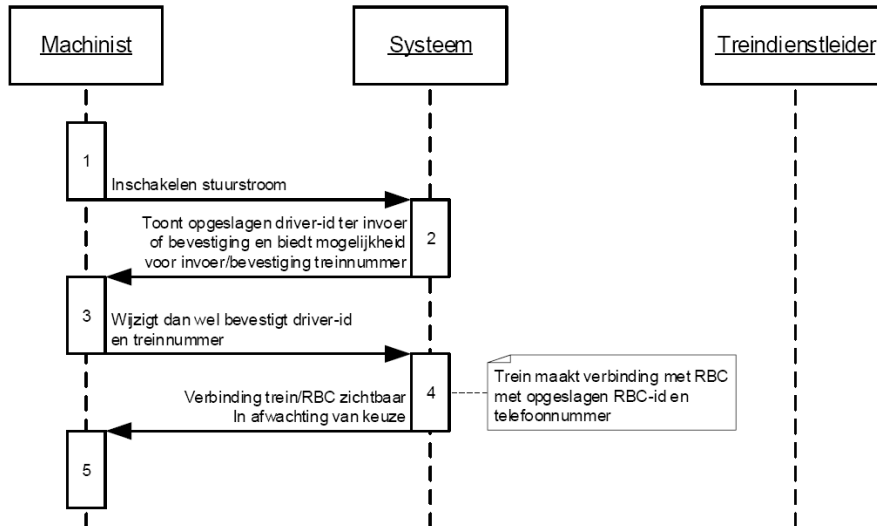 Machinist
Systeem
Treindienstleider
1
Inschakelen stuurstroom
Toont opgeslagen driver-id ter invoer
of bevestiging en biedt mogelijkheid
voor invoer/bevestiging treinnummer
2
3
Wijzigt dan wel bevestigt driver-id
en treinnummer
Verbinding trein/RBC zichtbaar
In afwachting van keuze
4
Trein maakt verbinding met RBC
met opgeslagen RBC-id en
telefoonnummer
5